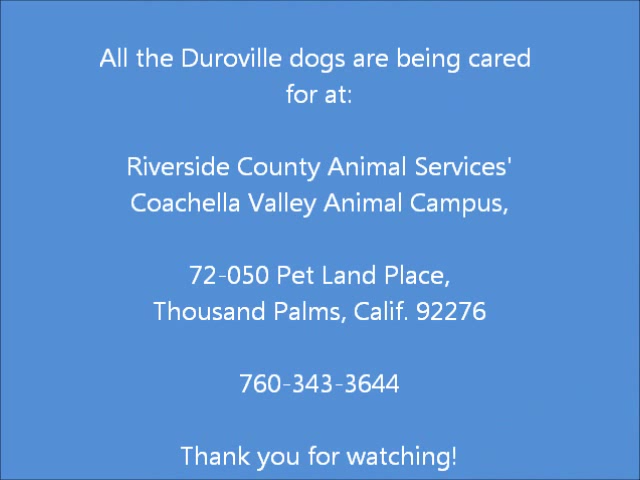 All the Duroville dogs are being cared
for at:
Riverside County Animal Services'
Coachella Valley Animal Campus,
72-050 Pet Land Place,
Thousand Palms, Calif. 92276
760-343-3644
Thank you for watching!